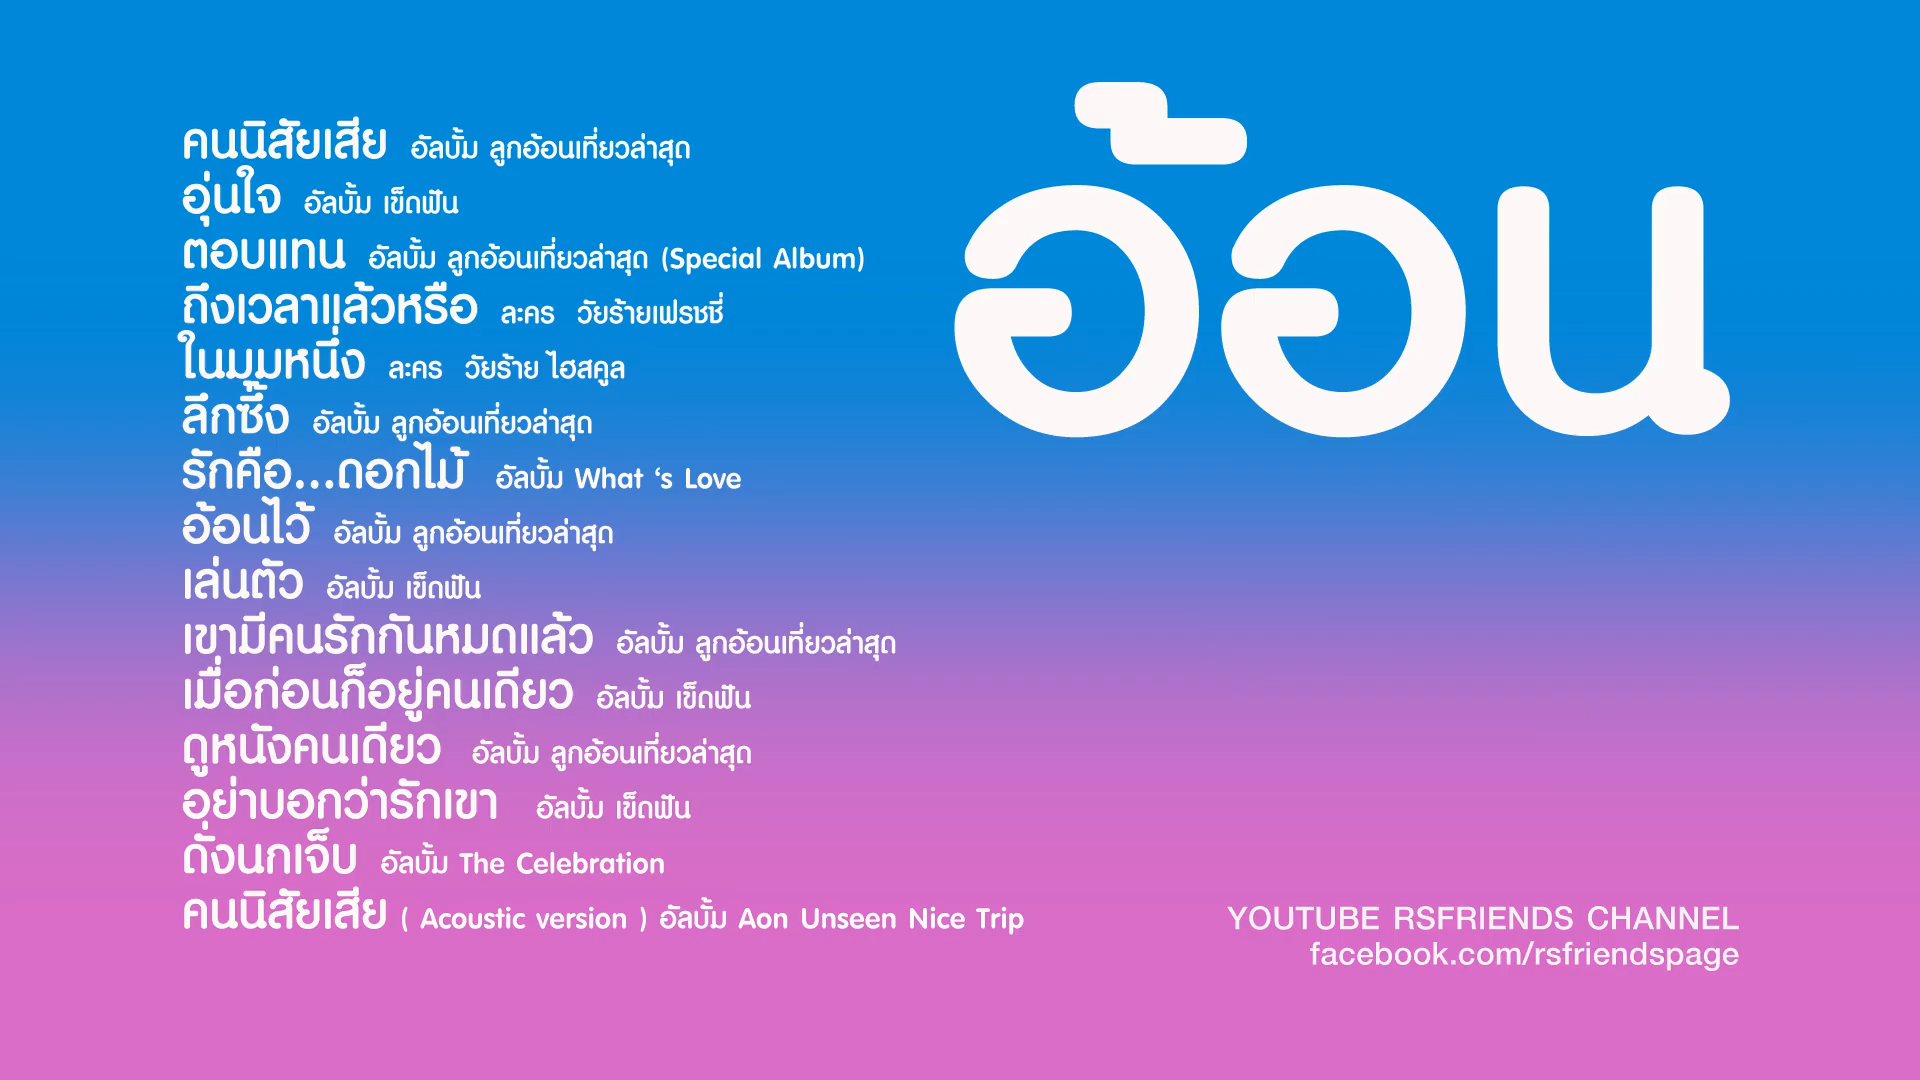 คนนิสัยเสีย อัลบั้ม ลูกอ้อนเที่ยวล่าสุด
อุ่นใจ อัลบั้ม เข็ดฟัน
ตอบแทน อัลบั้ม ลูกอ้อนเที่ยวล่าสุด (Special Album)
ถึงเวลาแล้วหรือ ละคร วัยร้ายเฟรชชี่
ในมุมหนึ่ง ละคร วัยร้าย ไฮสคูล
ลึกซึ้ง อัลบั้ม ลูกอ้อนเที่ยวล่าสุด
รักคือ...ดอกไม้ อัลบั้ม What ‘s Love
อ้อนไว้ อัลบั้ม ลูกอ้อนเที่ยวล่าสุด
เล่นตัว อัลบั้ม เข็ดฟัน
เขามีคนรักกันหมดแล้ว อัลบั้ม ลูกอ้อนเที่ยวล่าสุด
เมื่อก่อนก็อยู่คนเดียว อัลบั้ม เข็ดฟัน
ดูหนังคนเดียว อัลบั้ม ลูกอ้อนเที่ยวล่าสุด
อย่าบอกว่ารักเขา อัลบั้ม เข็ดฟัน
ดั่งนกเจ็บ อัลบั้ม The Celebration
คนนิสัยเสีย ( Acoustic version ) อัลบั้ม Aon Unseen Nice Trip
อ้อน
YOUTUBE RSFRIENDS CHANNEL
facebook.com/rsfriendspage